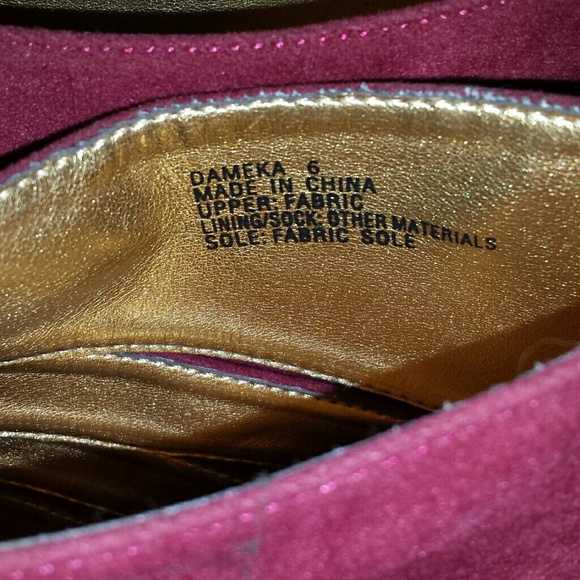 DAMEKA 6
MADE IN CHINA
UPPER: FABRIC
LINING/SOCK: OTHER MATERIALS
SOLE: FABRIC SOLE